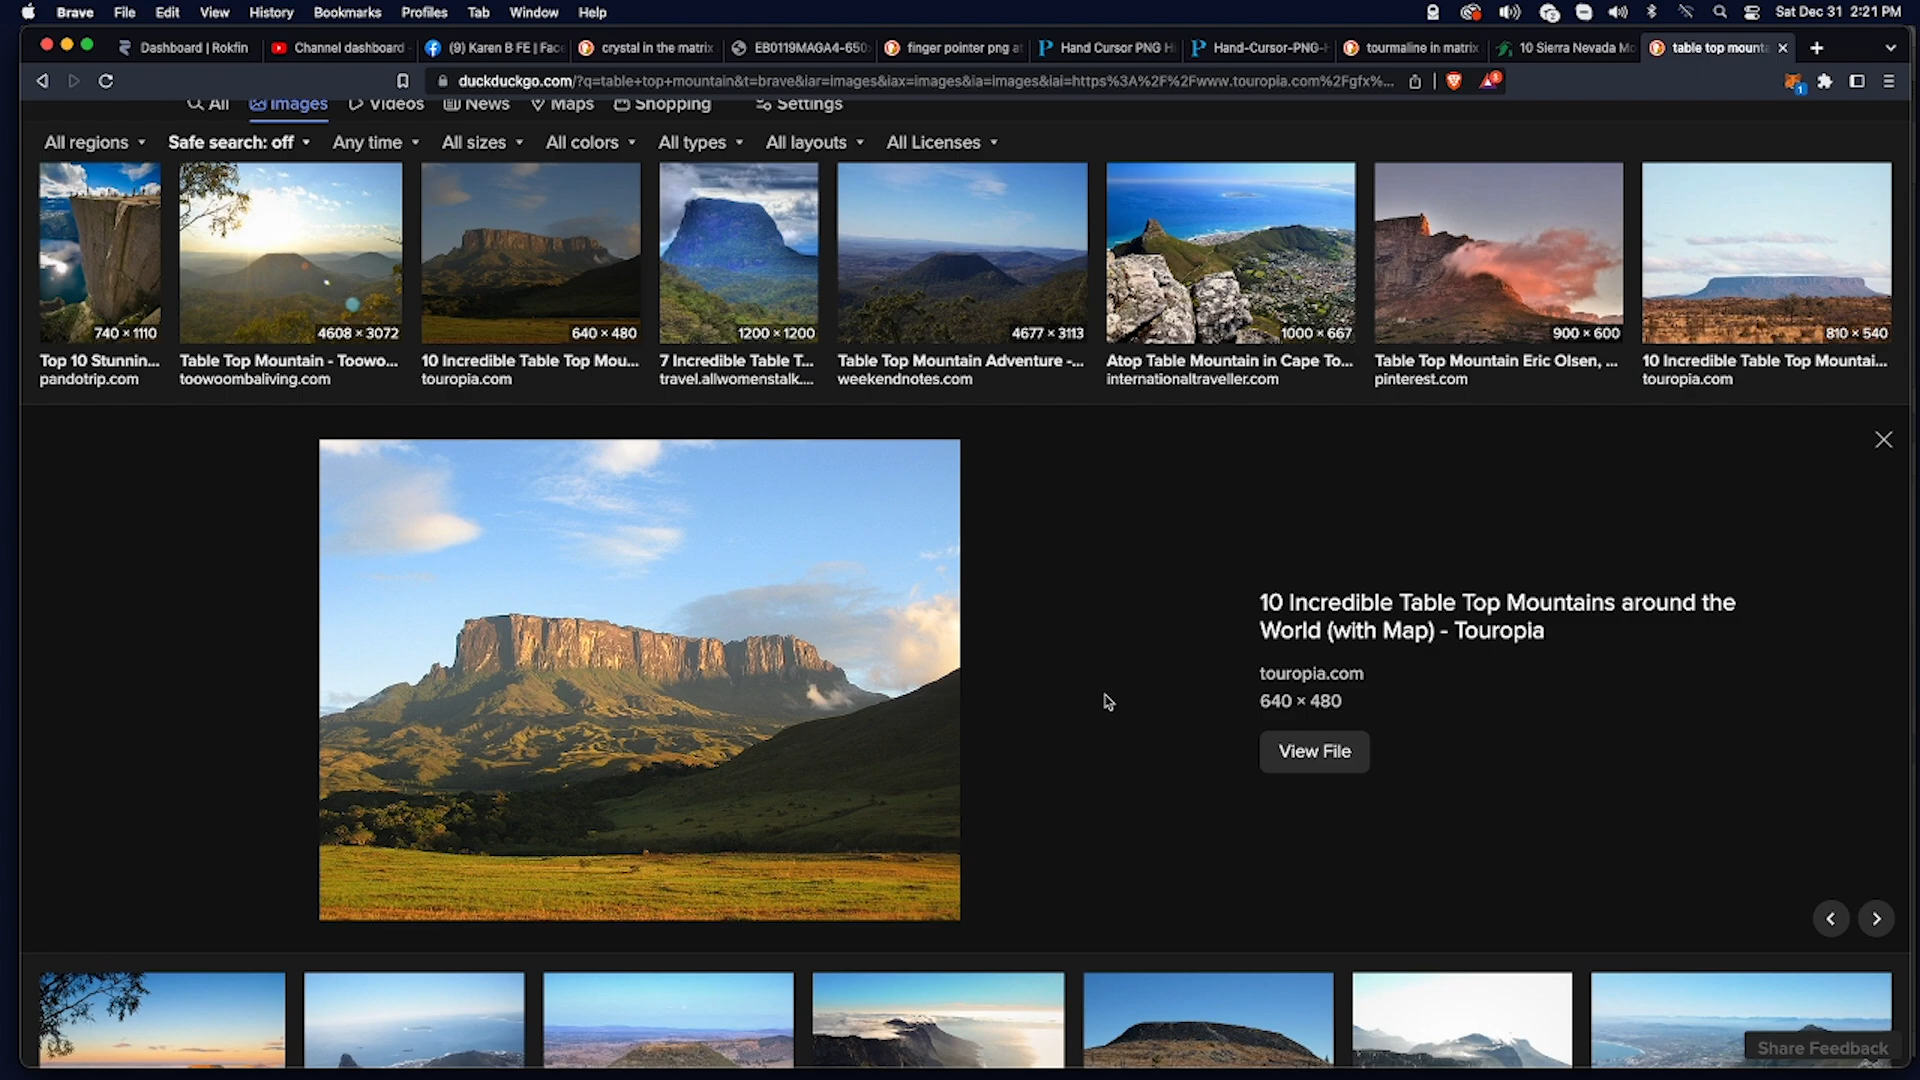 Brave File Edit View History Bookmarks Profiles Tab Window Help Sat Dec 31 2:21 PM
Dashboard | Rokfin Channel dashboard (9) Karen B FE | Face crystal in the matrix EB0119MAGA4-650 finger pointer png Hand Cursor PNG Hand-Cursor-PNG- tourmaline in matrix 10 Sierra Nevada table top mounta
duckduckgo.com/?q=table+top+mountain&t=brave&iar=images&iax=images&ia=images&iai=https%3A%2F%2Fwww.touropia.com%2Fgfx%...
All Images Videos News Maps Shopping Settings
All regions Safe search: off Any time All sizes All colors All types All layouts All Licenses
740 × 1110 4608 × 3072 640 × 480 1200 × 1200 4677 × 3113 1000 × 667 900 × 600 810 × 540
Top 10 Stunnin... Table Top Mountain - Toowo... 10 Incredible Table Top Mou... 7 Incredible Table T... Table Top Mountain Adventure -... Atop Table Mountain in Cape To... Table Top Mountain Eric Olsen, ... 10 Incredible Table Top Mountai...
pandotrip.com toowoombaliving.com touropia.com travel.allwomenstalk.... weekendnotes.com internationaltraveller.com pinterest.com touropia.com
10 Incredible Table Top Mountains around the
World (with Map) - Touropia
touropia.com
640 × 480
View File
Share Feedback